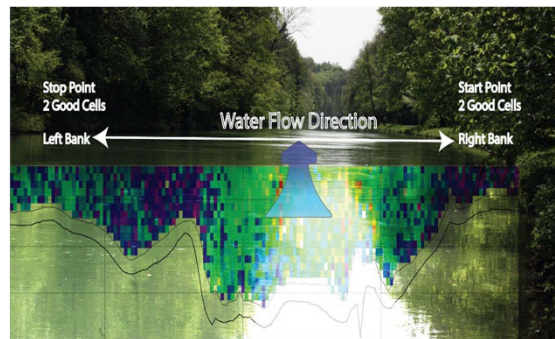 Stop Point
2 Good Cells
Left Bank
Water Flow Direction
Start Point
2 Good Cells
Right Bank